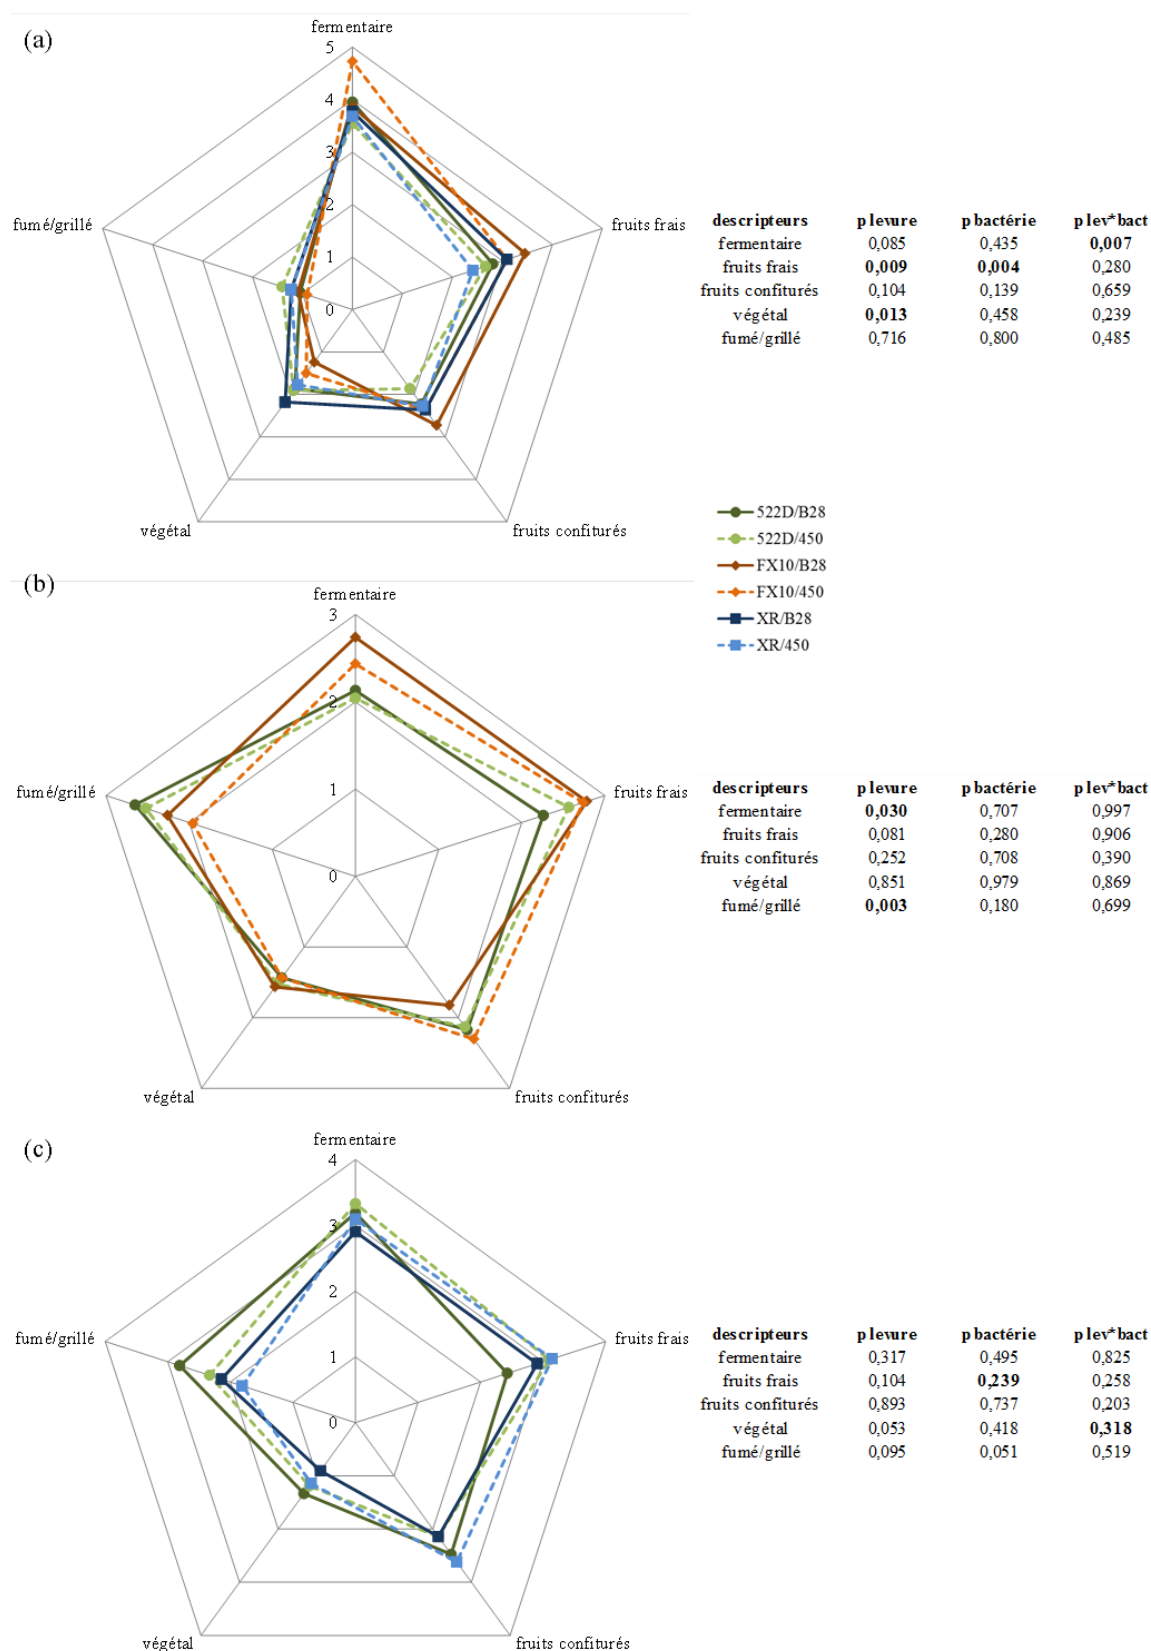 (a)
fermentaire
5
4
3
2
1
0
fumé/grillé
fruits frais
végétal
fruits confiturés
descripteurs p levure p bactérie p lev*bact
fermentaire 0,085 0,435 0,007
fruits frais 0,009 0,004 0,280
fruits confiturés 0,104 0,139 0,659
végétal 0,013 0,458 0,239
fumé/grillé 0,716 0,800 0,485
522D/B28
522D/450
FX10/B28
FX10/450
XR/B28
XR/450
(b)
fermentaire
3
2
1
0
fumé/grillé
fruits frais
végétal
fruits confiturés
descripteurs p levure p bactérie p lev*bact
fermentaire 0,030 0,707 0,997
fruits frais 0,081 0,280 0,906
fruits confiturés 0,252 0,708 0,390
végétal 0,851 0,979 0,869
fumé/grillé 0,003 0,180 0,699
(c)
fermentaire
4
3
2
1
0
fumé/grillé
fruits frais
végétal
fruits confiturés
descripteurs p levure p bactérie p lev*bact
fermentaire 0,317 0,495 0,825
fruits frais 0,104 0,239 0,258
fruits confiturés 0,893 0,737 0,203
végétal 0,053 0,418 0,318
fumé/grillé 0,095 0,051 0,519